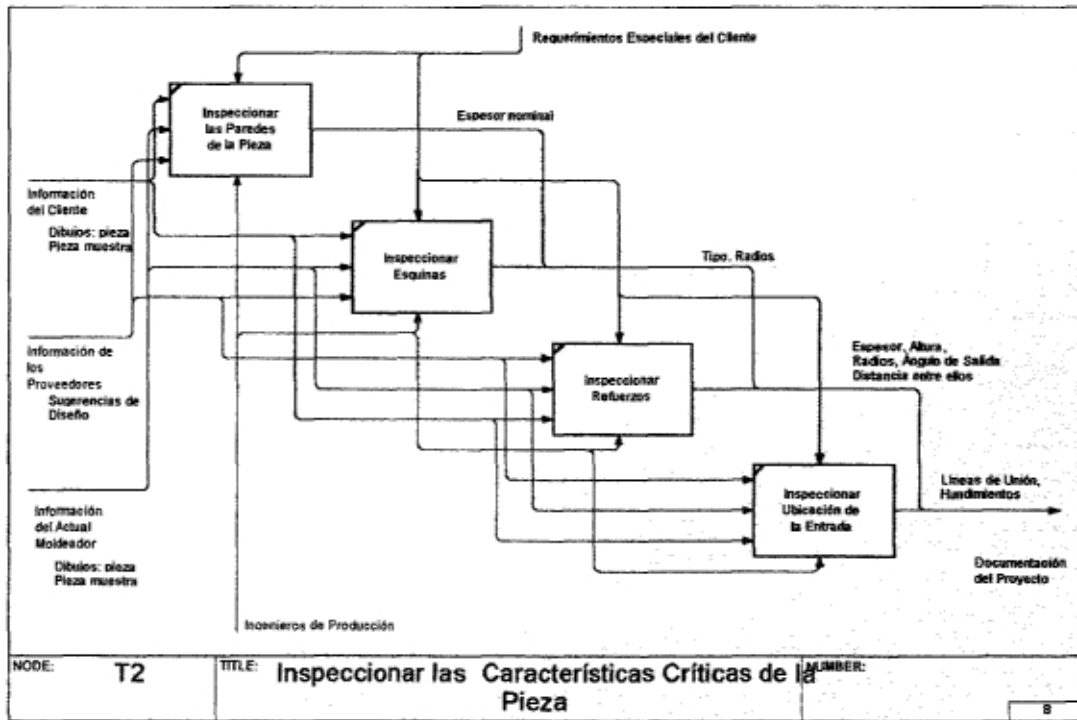 Requerimientos Especiales del Cliente
Inspeccionar
las Paredes
de la Pieza
Espesor nominal
Información
del Cliente
Dibujos: pieza
Pieza muestra
Inspeccionar
Esquinas
Tipo, Radios
Información de
los
Proveedores
Sugerencias de
Diseño
Espesor, Altura,
Radios, Ángulo de Salida
Distancia entre ellos
Inspeccionar
Refuerzos
Inspeccionar
Ubicación de
la Entrada
Líneas de Unión,
Hundimientos
Información
del Actual
Moldeador
Dibujos: pieza
Pieza muestra
Documentación
del Proyecto
Ingenieros de Producción
NODE: T2
TITLE: Inspeccionar las Características Críticas de la
Pieza
NUMBER:
8